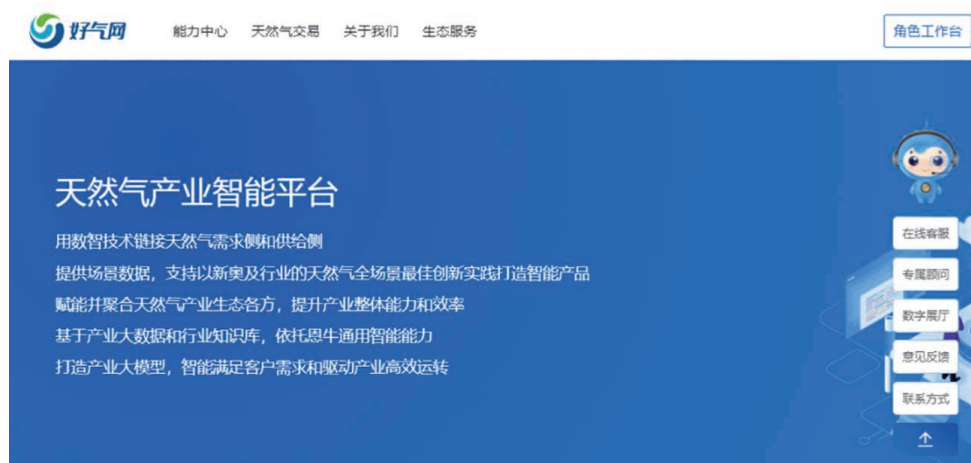 好气网
能力中心 天然气交易 关于我们 生态服务
角色工作台
天然气产业智能平台
用数智技术链接天然气需求侧和供给侧
提供场景数据，支持以新奥及行业的天然气全场景最佳创新实践打造智能产品
赋能并聚合天然气产业生态各方，提升产业整体能力和效率
基于产业大数据和行业知识库，依托恩牛通用智能能力
打造产业大模型，智能满足客户需求和驱动产业高效运转
在线客服
专属顾问
数字展厅
意见反馈
联系方式